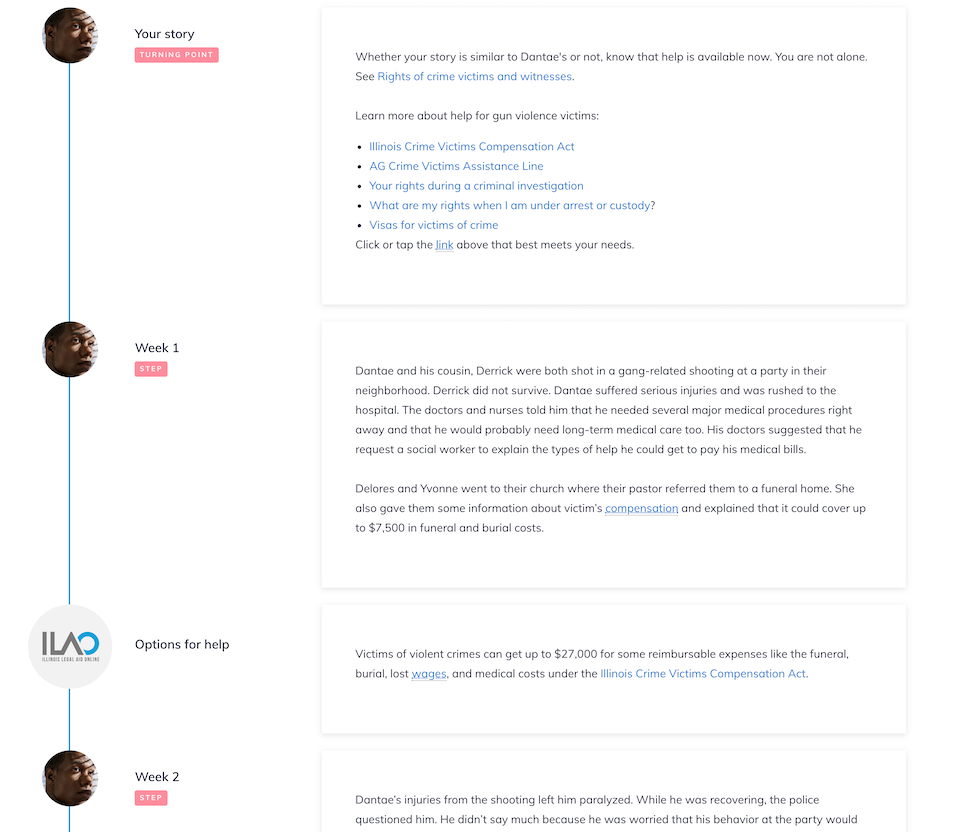 Your story
TURNING POINT
Whether your story is similar to Dantae's or not, know that help is available now. You are not alone.
See Rights of crime victims and witnesses.
Learn more about help for gun violence victims:
• Illinois Crime Victims Compensation Act
• AG Crime Victims Assistance Line
• Your rights during a criminal investigation
• What are my rights when I am under arrest or custody?
• Visas for victims of crime
Click or tap the link above that best meets your needs.
Week 1
STEP
Dantae and his cousin, Derrick were both shot in a gang-related shooting at a party in their
neighborhood. Derrick did not survive. Dantae suffered serious injuries and was rushed to the
hospital. The doctors and nurses told him that he needed several major medical procedures right
away and that he would probably need long-term medical care too. His doctors suggested that he
request a social worker to explain the types of help he could get to pay his medical bills.
Delores and Yvonne went to their church where their pastor referred them to a funeral home. She
also gave them some information about victim's compensation and explained that it could cover up
to $7,500 in funeral and burial costs.
ILAO
ILLINOIS LEGAL AID ONLINE
Options for help
Victims of violent crimes can get up to $27,000 for some reimbursable expenses like the funeral,
burial, lost wages, and medical costs under the Illinois Crime Victims Compensation Act.
Week 2
STEP
Dantae's injuries from the shooting left him paralyzed. While he was recovering, the police
questioned him. He didn't say much because he was worried that his behavior at the party would